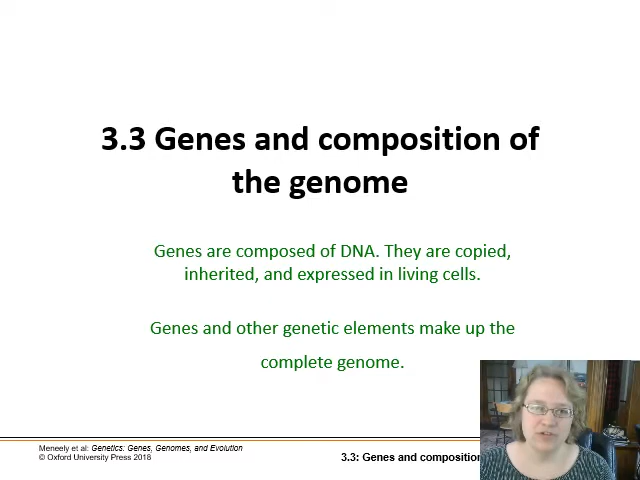 3.3 Genes and composition of
the genome
Genes are composed of DNA. They are copied,
inherited, and expressed in living cells.
Genes and other genetic elements make up the
complete genome.
Meneely et al: Genetics: Genes, Genomes, and Evolution
© Oxford University Press 2018
3.3: Genes and composition